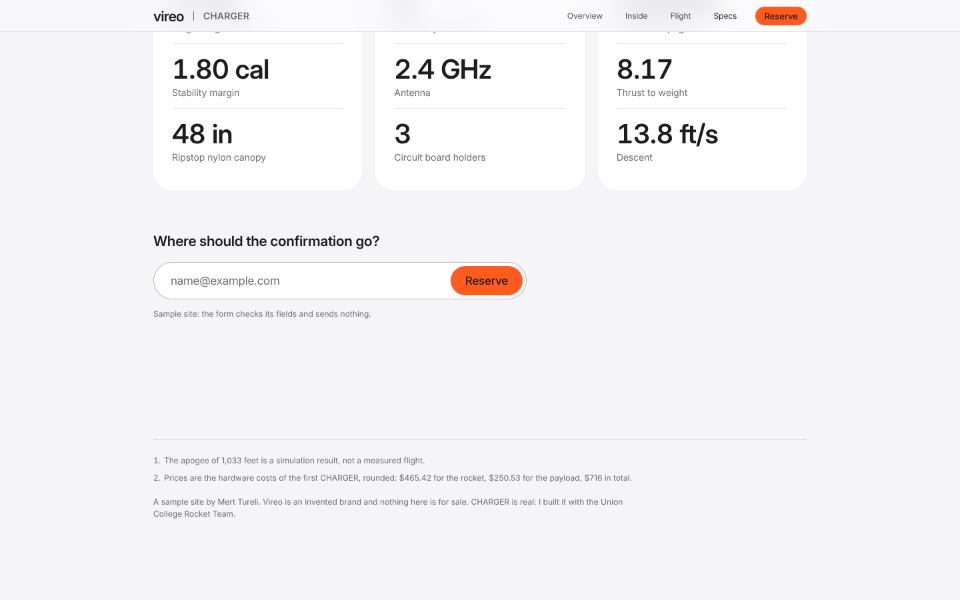 vireo | CHARGER Overview Inside Flight Specs Reserve
1.80 cal
Stability margin
2.4 GHz
Antenna
8.17
Thrust to weight
48 in
Ripstop nylon canopy
3
Circuit board holders
13.8 ft/s
Descent
Where should the confirmation go?
name@example.com Reserve
Sample site: the form checks its fields and sends nothing.
1. The apogee of 1,033 feet is a simulation result, not a measured flight.
2. Prices are the hardware costs of the first CHARGER, rounded: $465.42 for the rocket, $250.53 for the payload, $716 in total.
A sample site by Mert Tureli. Vireo is an invented brand and nothing here is for sale. CHARGER is real: I built it with the Union
College Rocket Team.